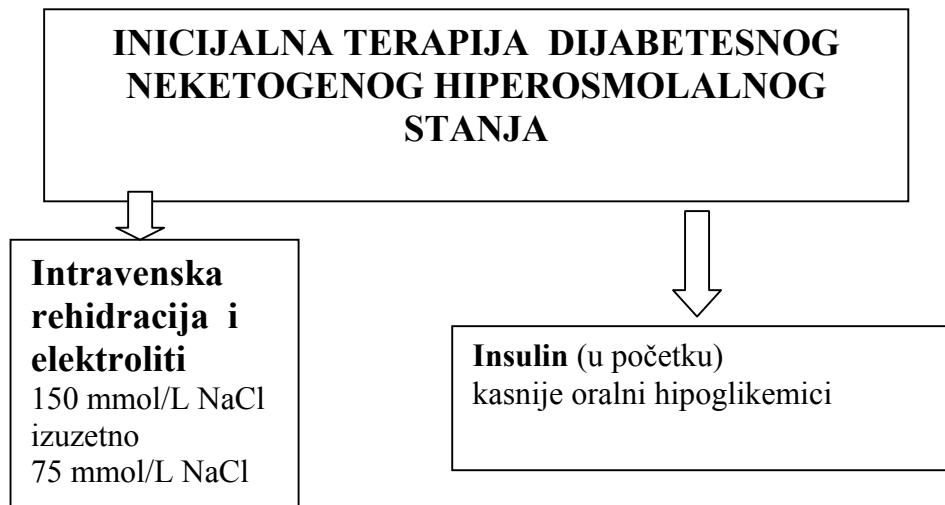 INICIJALNA TERAPIJA DIJABETESNOG
NEKETOGENOG HIPEROSMOLALNOG
STANJA
Intravenska
rehidracija i
elektroliti
150 mmol/L NaCl
izuzetno
75 mmol/L NaCl
Insulin (u početku)
kasnije oralni hipoglikemici